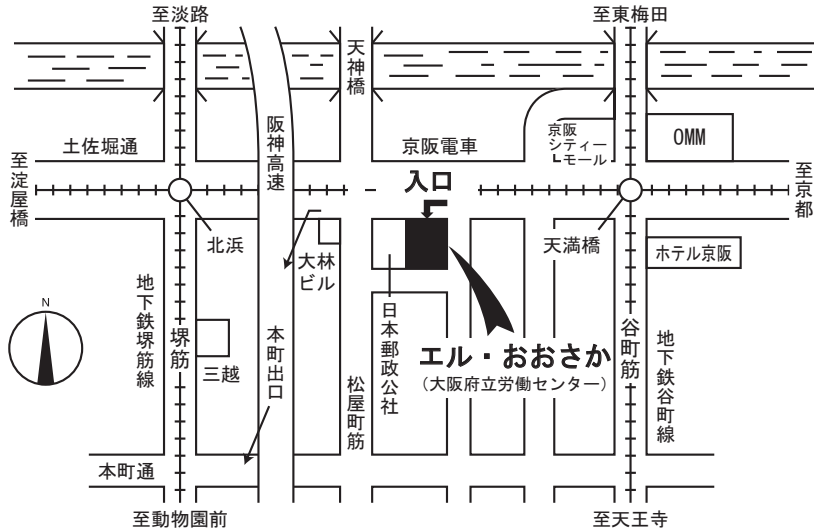 至淡路
至東梅田
天神橋
阪神高速
土佐堀通
京阪電車
京阪
シティー
モール
OMM
至淀屋橋
至京都
入口
北浜
大林
ビル
天満橋
ホテル京阪
N
地下鉄堺筋線
堺筋
三越
本町出口
松屋町筋
日本郵政公社
エル・おおさか
（大阪府立労働センター）
谷町筋
地下鉄谷町線
本町通
至動物園前
至天王寺